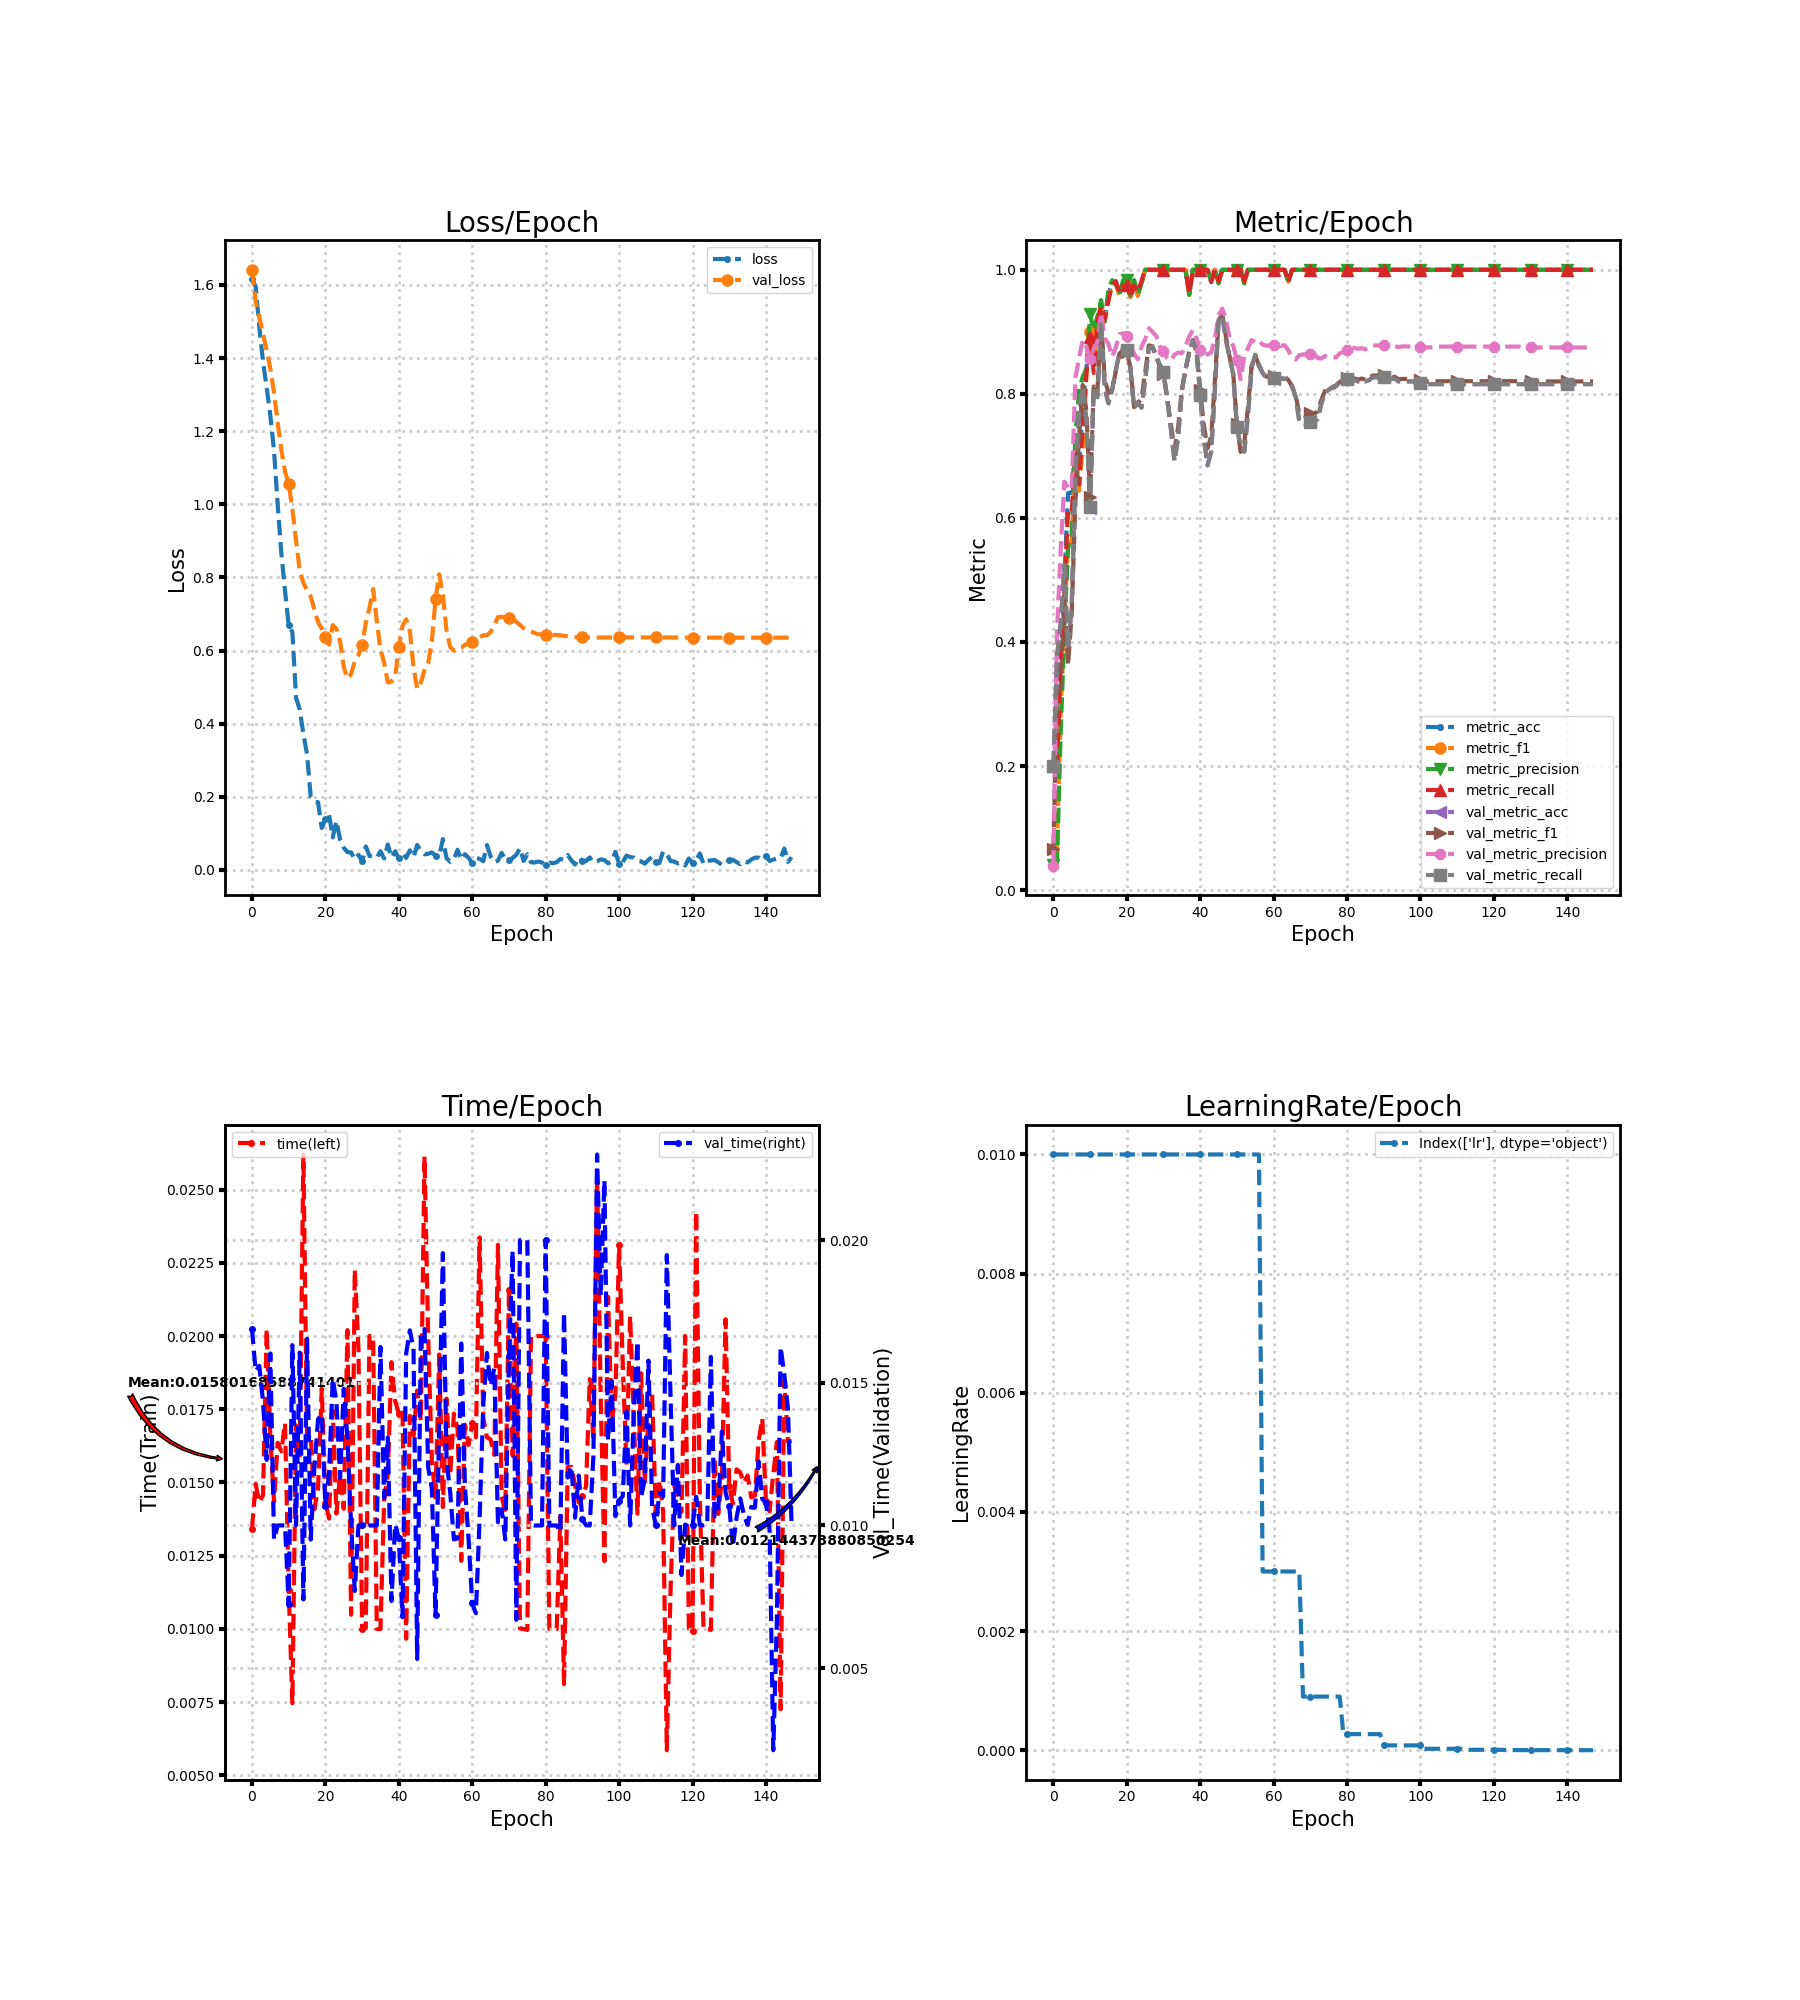 Loss/Epoch
Loss
1.6
1.4
1.2
1.0
0.8
0.6
0.4
0.2
0.0
loss
val_loss
0 20 40 60 80 100 120 140
Epoch
Metric/Epoch
Metric
1.0
0.8
0.6
0.4
0.2
0.0
metric_acc
metric_f1
metric_precision
metric_recall
val_metric_acc
val_metric_f1
val_metric_precision
val_metric_recall
0 20 40 60 80 100 120 140
Epoch
Time/Epoch
time(left)
val_time(right)
Time(Train)
0.0250
0.0225
0.0200
0.0175
0.0150
0.0125
0.0100
0.0075
0.0050
0.020
0.015
0.010
0.005
Val_Time(Validation)
Mean:0.012144373880850254
0 20 40 60 80 100 120 140
Epoch
LearningRate/Epoch
LearningRate
Index(['lr'], dtype='object')
0.010
0.008
0.006
0.004
0.002
0.000
0 20 40 60 80 100 120 140
Epoch